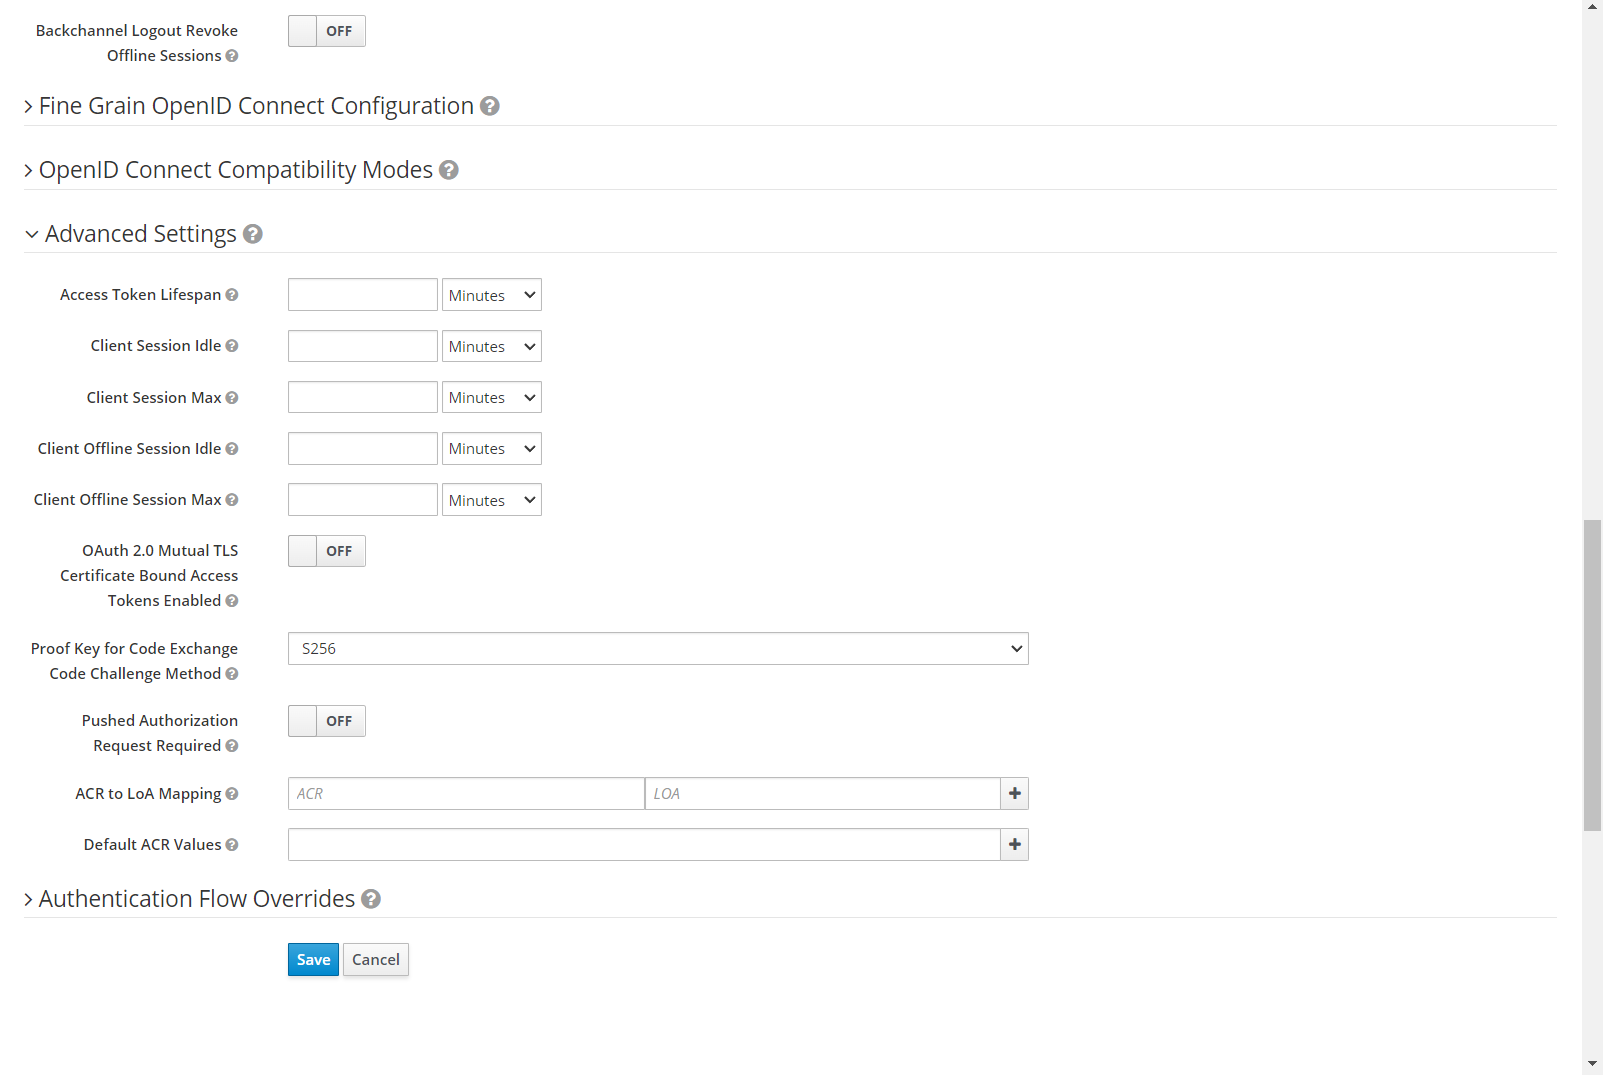 Backchannel Logout Revoke
Offline Sessions
OFF
Fine Grain OpenID Connect Configuration
OpenID Connect Compatibility Modes
Advanced Settings
Access Token Lifespan
Minutes
Client Session Idle
Minutes
Client Session Max
Minutes
Client Offline Session Idle
Minutes
Client Offline Session Max
Minutes
OAuth 2.0 Mutual TLS
Certificate Bound Access
Tokens Enabled
OFF
Proof Key for Code Exchange
Code Challenge Method
S256
Pushed Authorization
Request Required
OFF
ACR to LoA Mapping
ACR
LOA
Default ACR Values
Authentication Flow Overrides
Save
Cancel